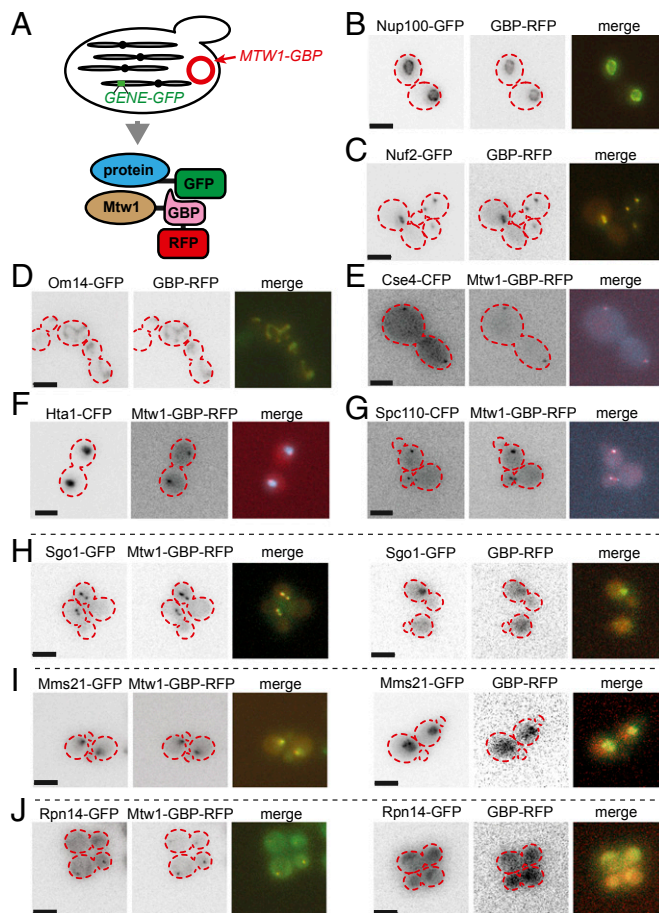 A
MTW1-GBP
GENE-GFP
protein
GFP
Mtw1
GBP
RFP
B
Nup100-GFP GBP-RFP merge
C
Nuf2-GFP GBP-RFP merge
D
Om14-GFP GBP-RFP merge
E
Cse4-CFP Mtw1-GBP-RFP merge
F
Hta1-CFP Mtw1-GBP-RFP merge
G
Spc110-CFP Mtw1-GBP-RFP merge
H
Sgo1-GFP Mtw1-GBP-RFP merge Sgo1-GFP GBP-RFP merge
I
Mms21-GFP Mtw1-GBP-RFP merge Mms21-GFP GBP-RFP merge
J
Rpn14-GFP Mtw1-GBP-RFP merge Rpn14-GFP GBP-RFP merge